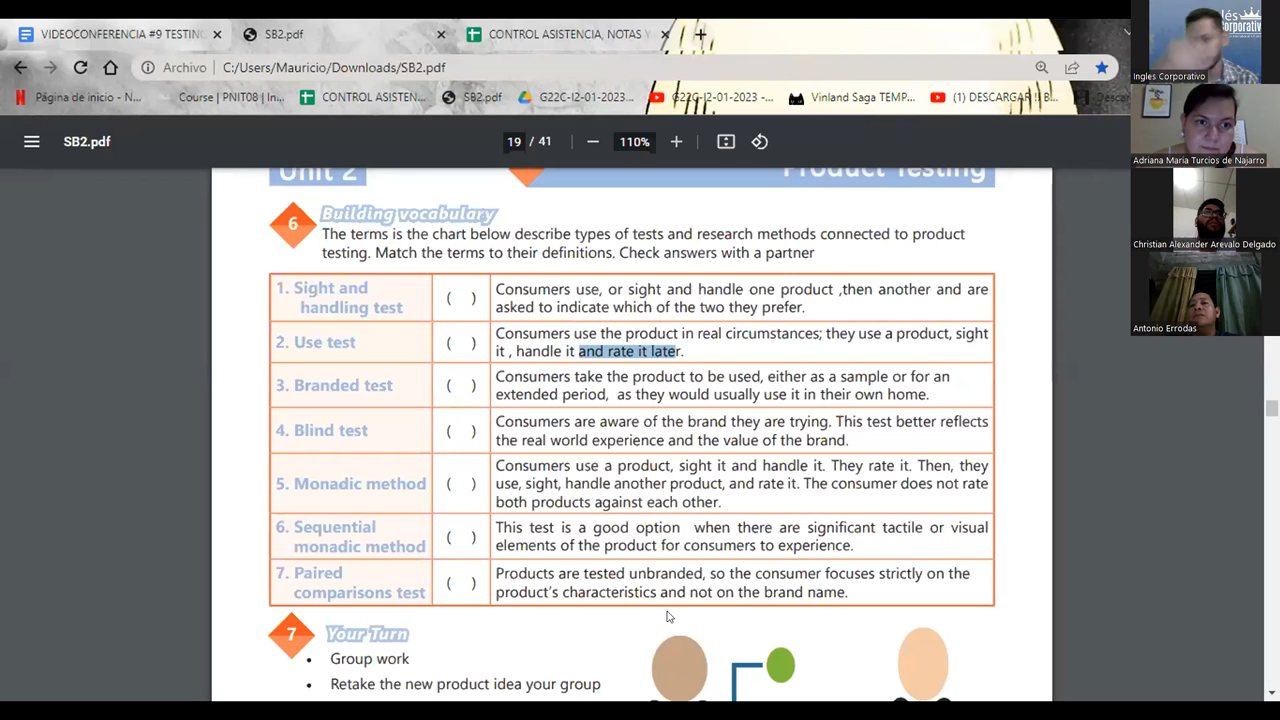 VIDEOCONFERENCIA #9 TESTING
SB2.pdf
CONTROL ASISTENCIA, NOTAS Y
Archivo
C:/Users/Mauricio/Downloads/SB2.pdf
Página de inicio - N...
Course | PNIT08 | In...
CONTROL ASISTEN...
SB2.pdf
G22C-I2-01-2023 -...
G22C-I2-01-2023 -...
Vinland Saga TEMP...
(1) DESCARGAR !! B...
Descar
SB2.pdf
19 / 41
110%
Unit 2
Product Testing
6
Building vocabulary
The terms is the chart below describe types of tests and research methods connected to product
testing. Match the terms to their definitions. Check answers with a partner
1. Sight and
handling test
( )
Consumers use, or sight and handle one product ,then another and are
asked to indicate which of the two they prefer.
2. Use test
( )
Consumers use the product in real circumstances; they use a product, sight
it , handle it and rate it later.
3. Branded test
( )
Consumers take the product to be used, either as a sample or for an
extended period, as they would usually use it in their own home.
4. Blind test
( )
Consumers are aware of the brand they are trying. This test better reflects
the real world experience and the value of the brand.
5. Monadic method
( )
Consumers use a product, sight it and handle it. They rate it. Then, they
use, sight, handle another product, and rate it. The consumer does not rate
both products against each other.
6. Sequential
monadic method
( )
This test is a good option when there are significant tactile or visual
elements of the product for consumers to experience.
7. Paired
comparisons test
( )
Products are tested unbranded, so the consumer focuses strictly on the
product's characteristics and not on the brand name.
7
Your Turn
• Group work
• Retake the new product idea your group
lés
Corporativo
Ingles Corporativo
Adriana Maria Turcios de Najarro
Christian Alexander Arevalo Delgado
Antonio Errodas